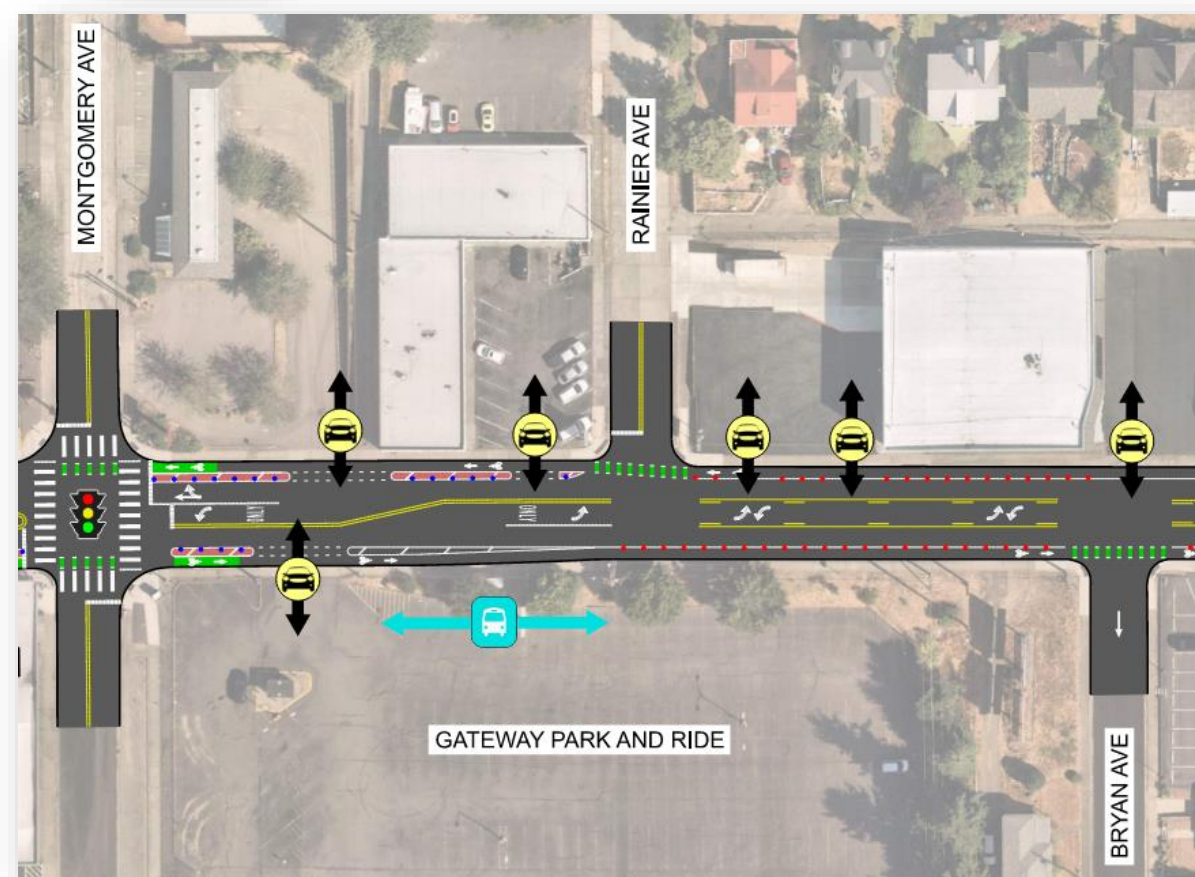 MONTGOMERY AVE
RAINIER AVE
ONLY
ONLY
GATEWAY PARK AND RIDE
BRYAN AVE